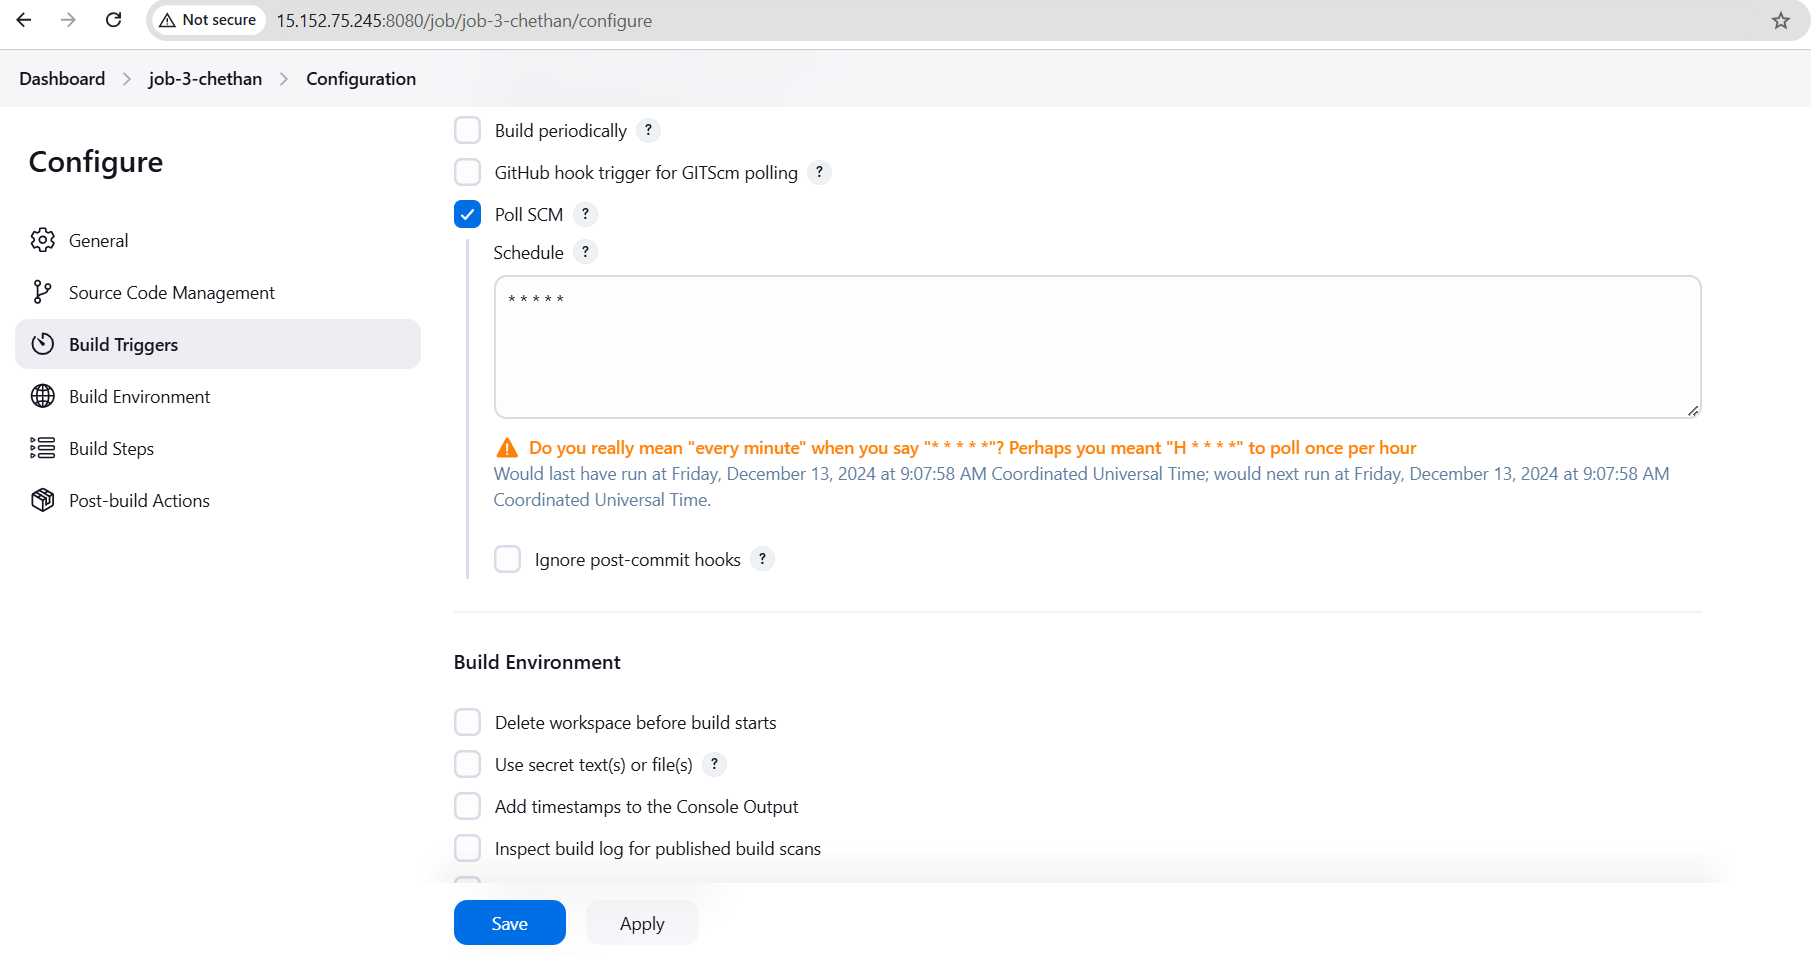 Not secure 15.152.75.245:8080/job/job-3-chethan/configure
Dashboard > job-3-chethan > Configuration
Configure
General
Source Code Management
Build Triggers
Build Environment
Build Steps
Post-build Actions
Build periodically ?
GitHub hook trigger for GITScm polling ?
Poll SCM ?
Schedule ?
* * * * *
Do you really mean "every minute" when you say "* * * * *"? Perhaps you meant "H * * * *" to poll once per hour
Would last have run at Friday, December 13, 2024 at 9:07:58 AM Coordinated Universal Time; would next run at Friday, December 13, 2024 at 9:07:58 AM
Coordinated Universal Time.
Ignore post-commit hooks ?
Build Environment
Delete workspace before build starts
Use secret text(s) or file(s) ?
Add timestamps to the Console Output
Inspect build log for published build scans
Save Apply